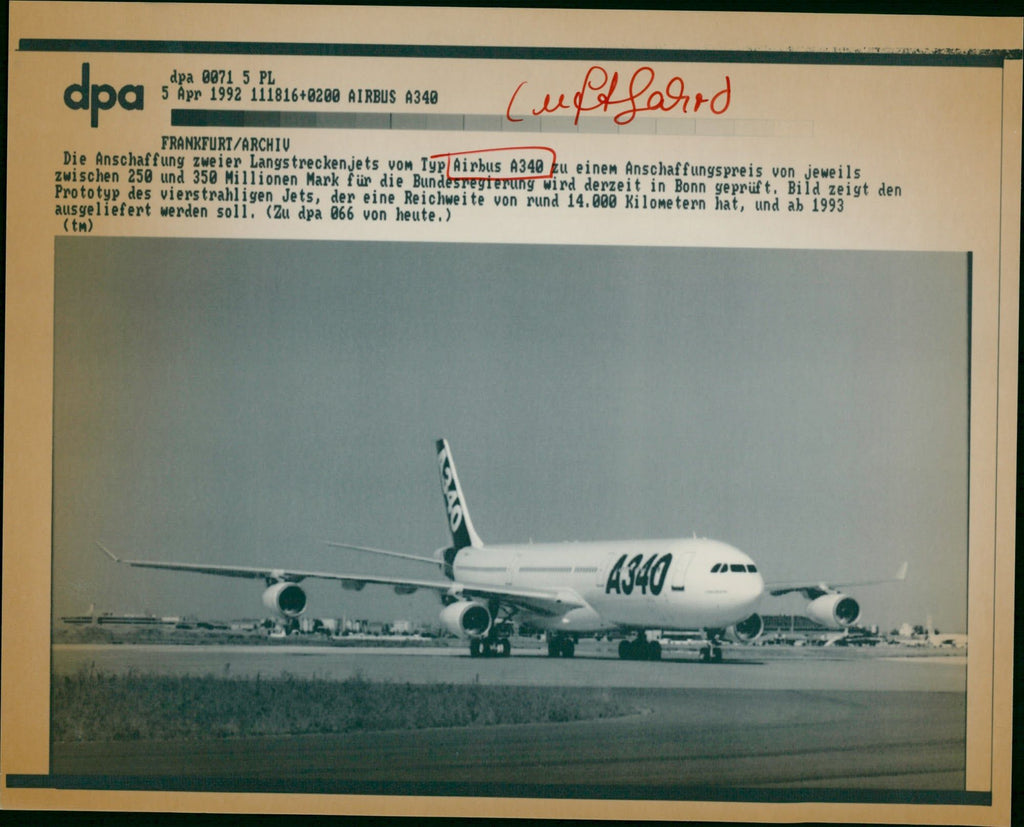 dpa
dpa 0071 5 PL
5 Apr 1992 111816+0200 AIRBUS A340
Luftfahrt
FRANKFURT/ARCHIV
Die Anschaffung zweier Langstreckenjets vom Typ Airbus A340 zu einem Anschaffungspreis von jeweils
zwischen 250 und 350 Millionen Mark für die Bundesregierung wird derzeit in Bonn geprüft. Bild zeigt den
Prototyp des vierstrahligen Jets, der eine Reichweite von rund 14.000 Kilometern hat, und ab 1993
ausgeliefert werden soll. (Zu dpa 066 von heute.)
(tm)
A340
A340